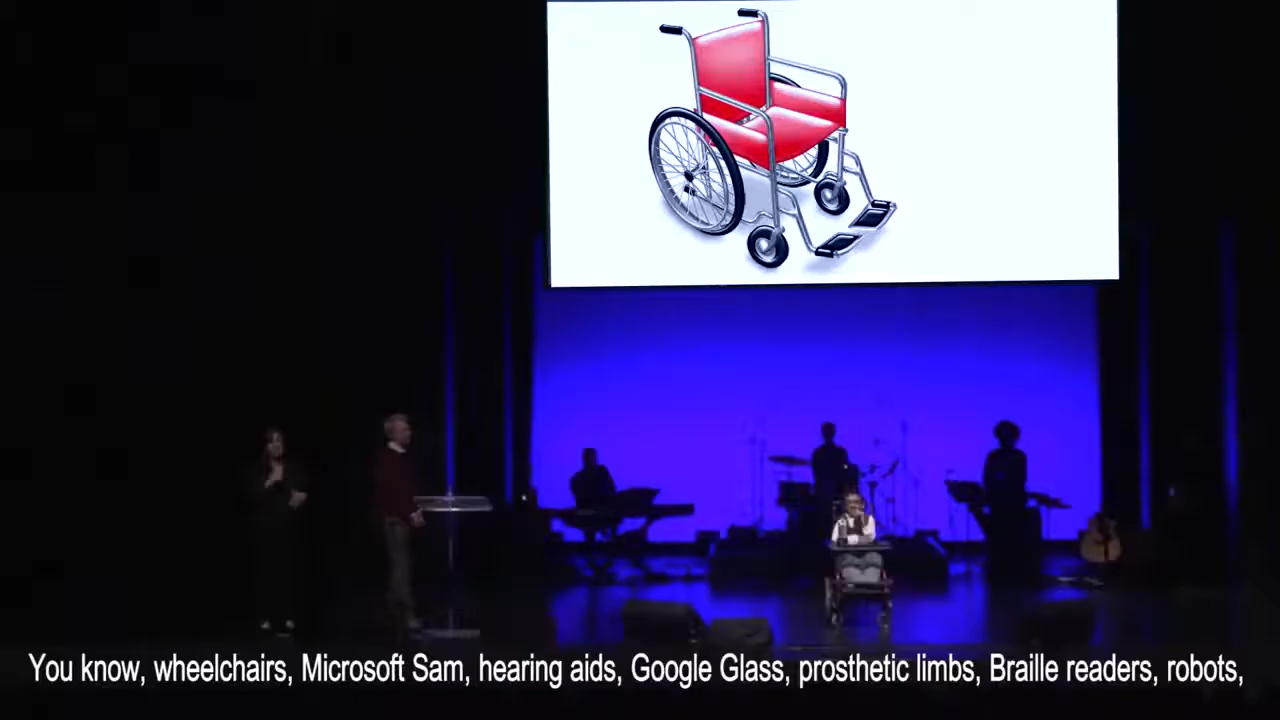 You know, wheelchairs, Microsoft Sam, hearing aids, Google Glass, prosthetic limbs, Braille readers, robots,